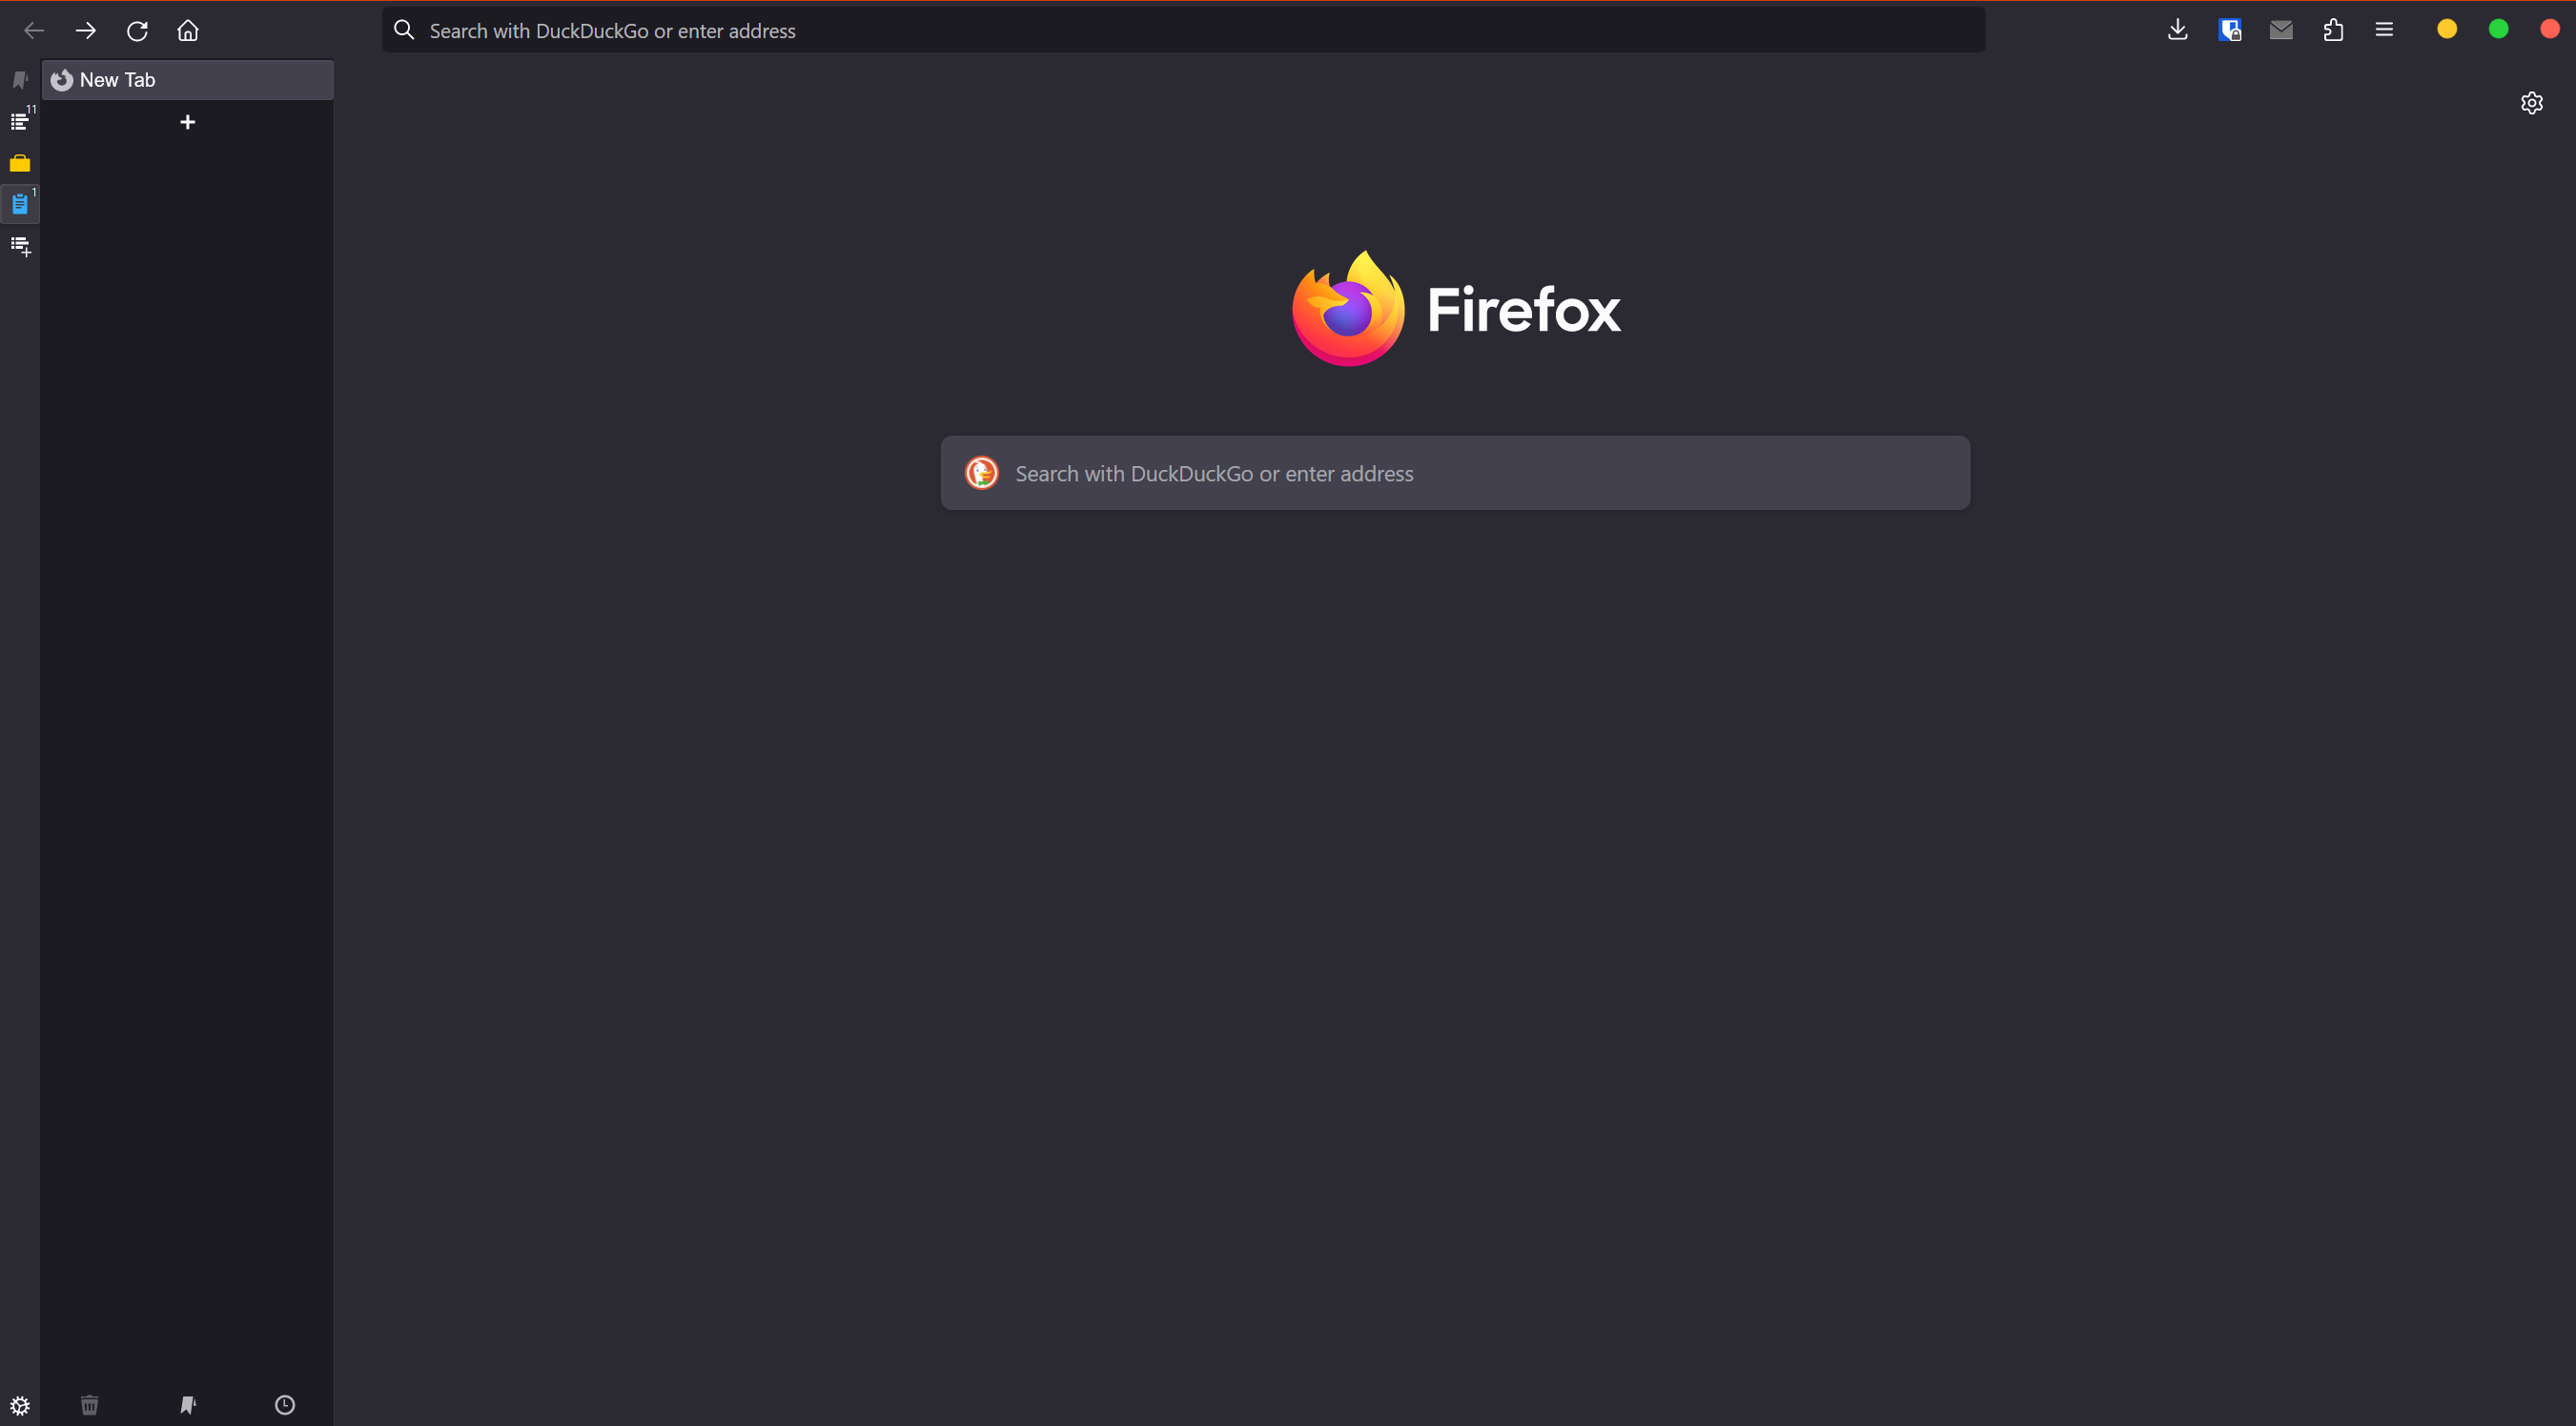 Search with DuckDuckGo or enter address
New Tab
11
1
Firefox
Search with DuckDuckGo or enter address